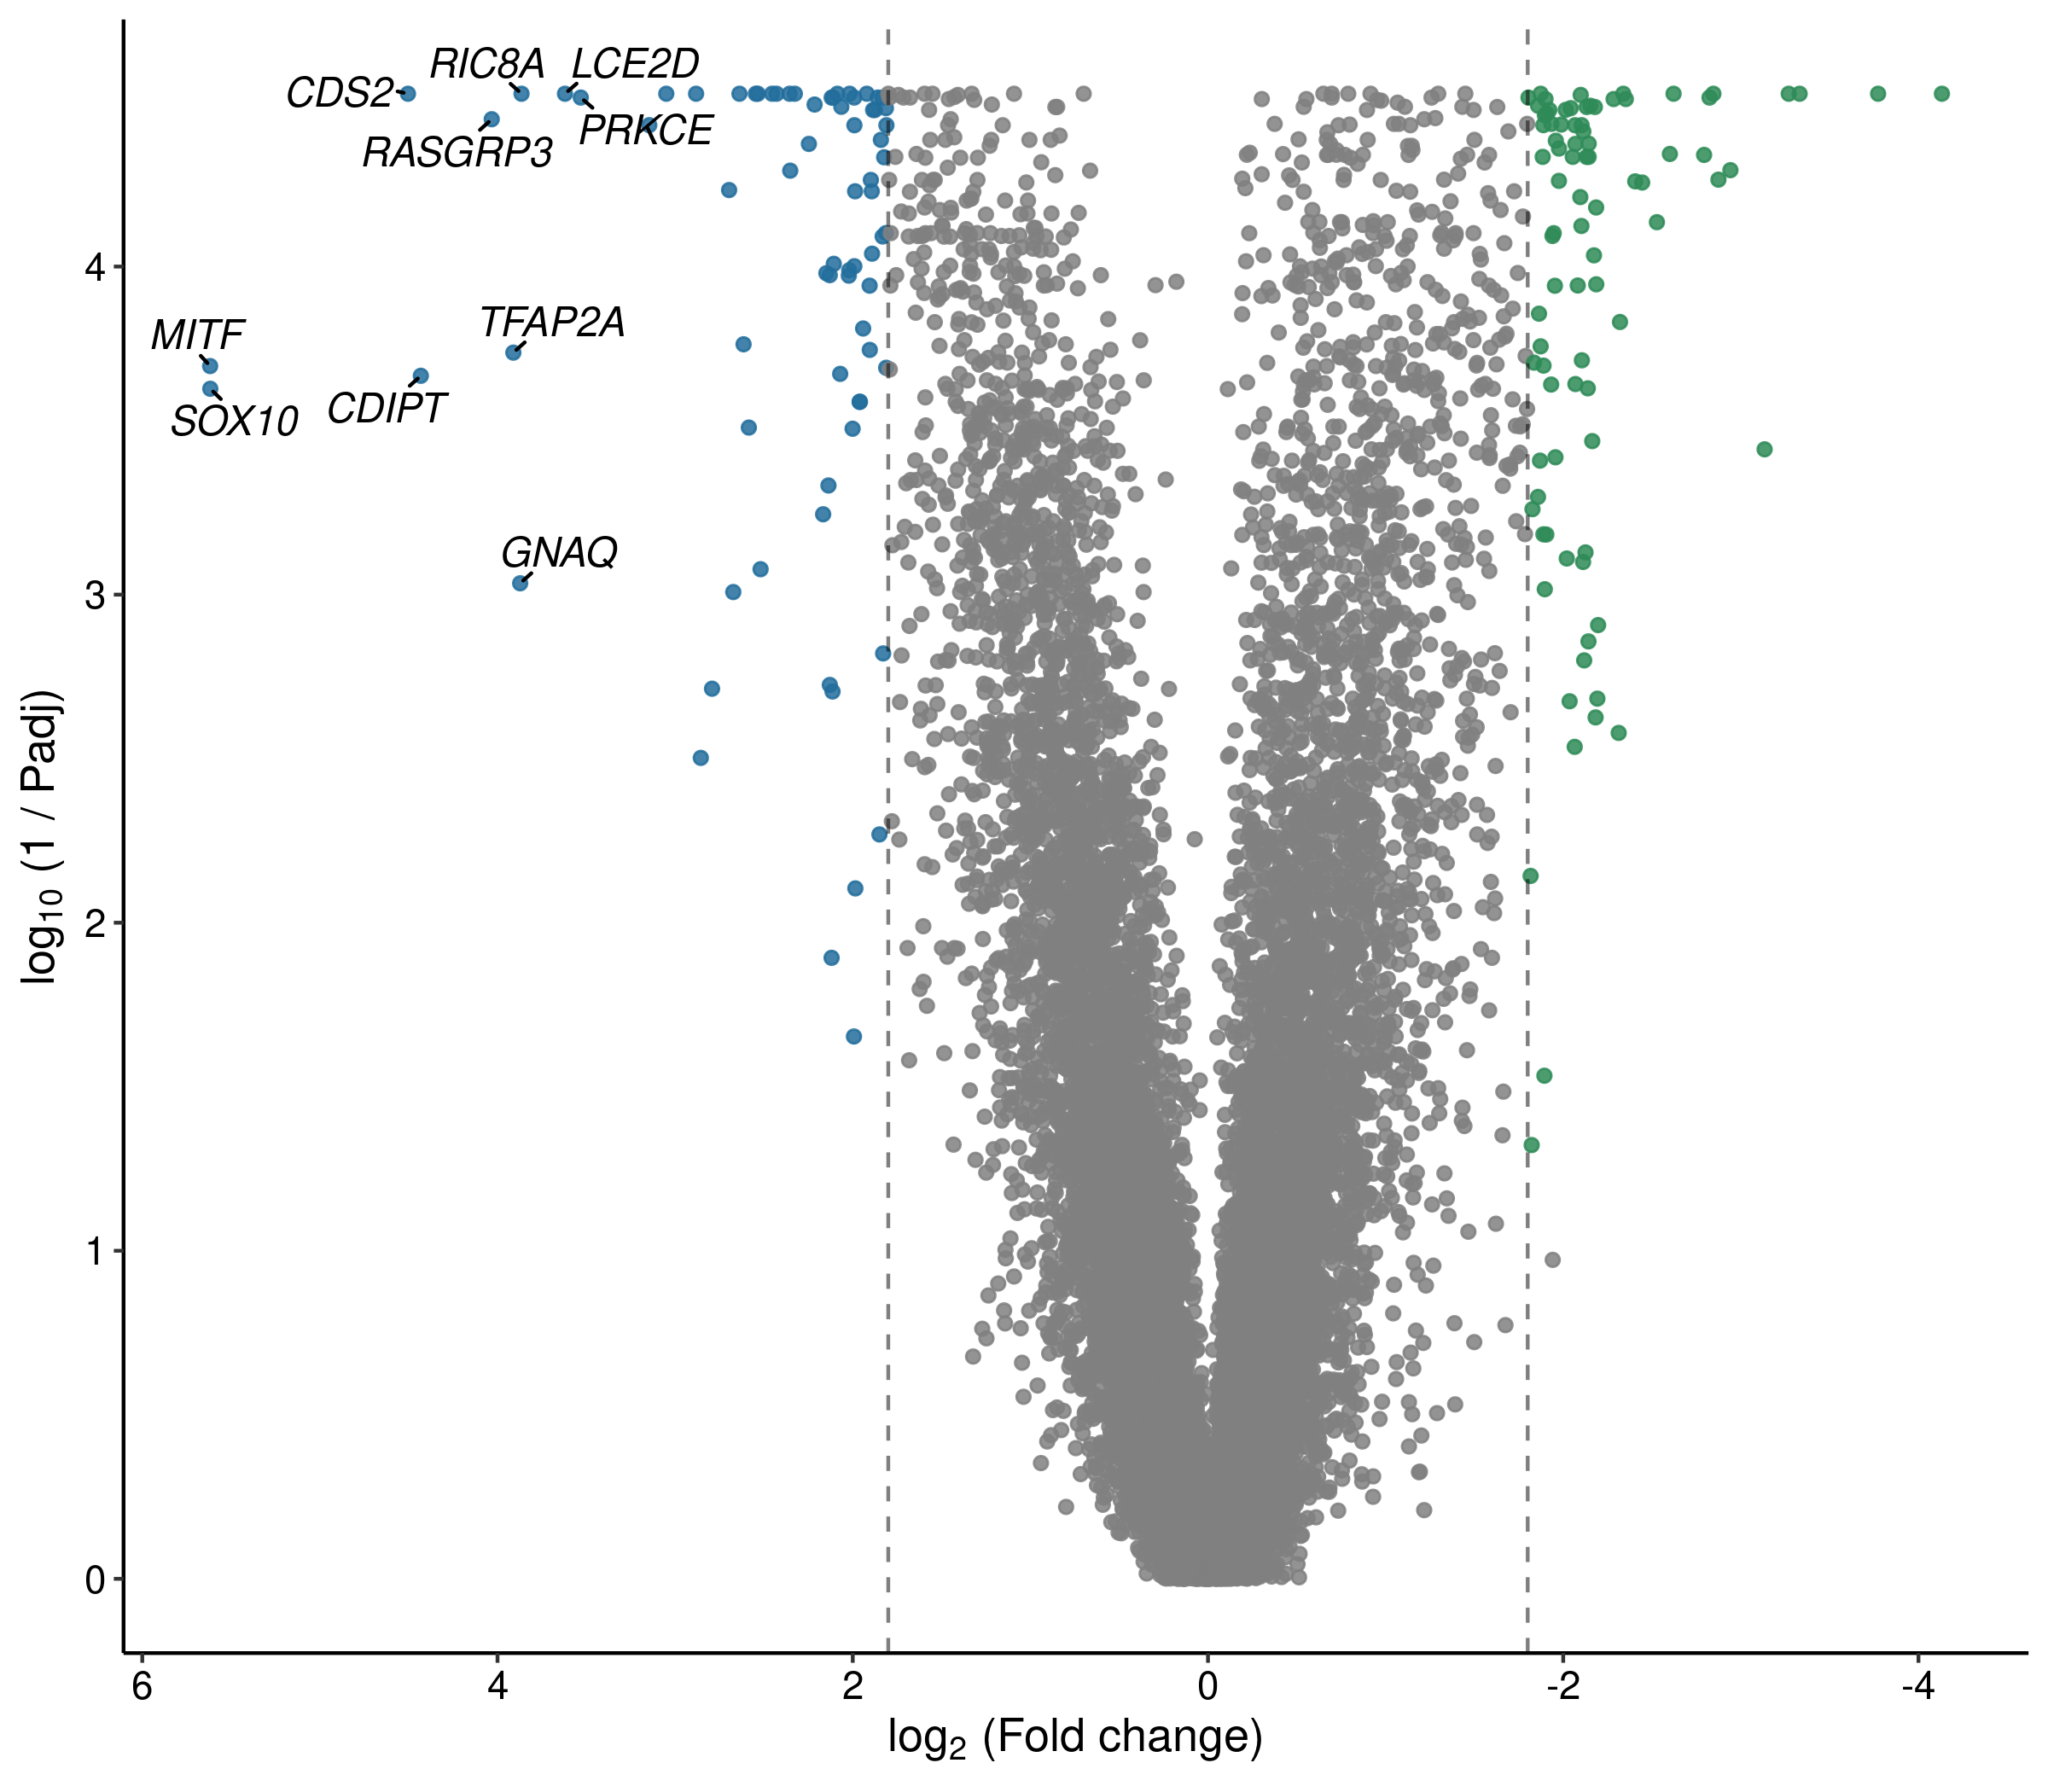 RIC8A LCE2D
CDS2
PRKCE
RASGRP3
4
TFAP2A
MITF
CDIPT
SOX10
GNAQ
3
log10 (1 / Padj)
2
1
0
6 4 2 0 -2 -4
log2 (Fold change)